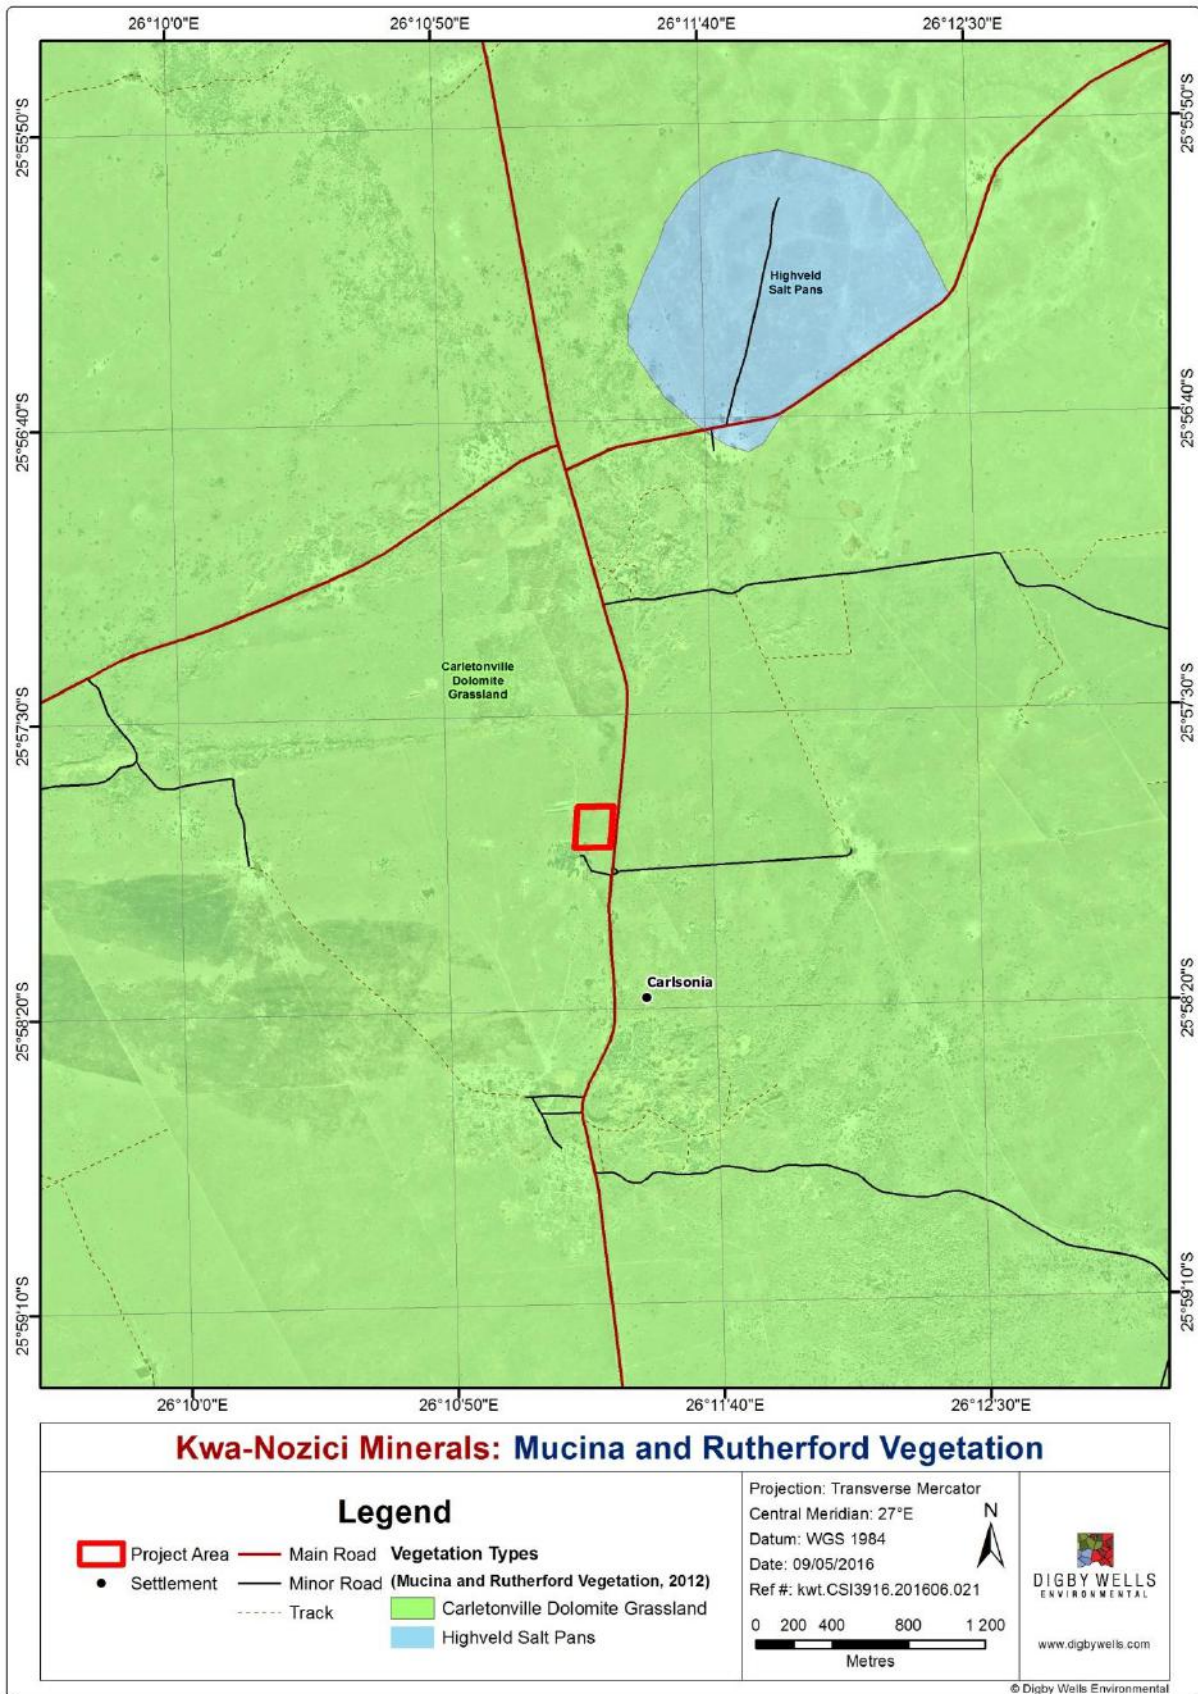 26°10'0"E 26°10'50"E 26°11'40"E 26°12'30"E
25°55'50"S
25°55'50"S
Highveld
Salt Pans
25°56'40"S
25°56'40"S
Carletonville
Dolomite
Grassland
25°57'30"S
25°57'30"S
Carlsonia
25°58'20"S
25°58'20"S
25°59'10"S
25°59'10"S
26°10'0"E 26°10'50"E 26°11'40"E 26°12'30"E
Kwa-Nozici Minerals: Mucina and Rutherford Vegetation
Legend
Project Area
Settlement
Main Road
Minor Road
Track
Vegetation Types
(Mucina and Rutherford Vegetation, 2012)
Carletonville Dolomite Grassland
Highveld Salt Pans
Projection: Transverse Mercator
Central Meridian: 27°E
Datum: WGS 1984
Date: 09/05/2016
Ref #: kwt.CSI3916.201606.021
N
0 200 400 800 1 200
Metres
DIGBY WELLS
ENVIRONMENTAL
www.digbywells.com
© Digby Wells Environmental